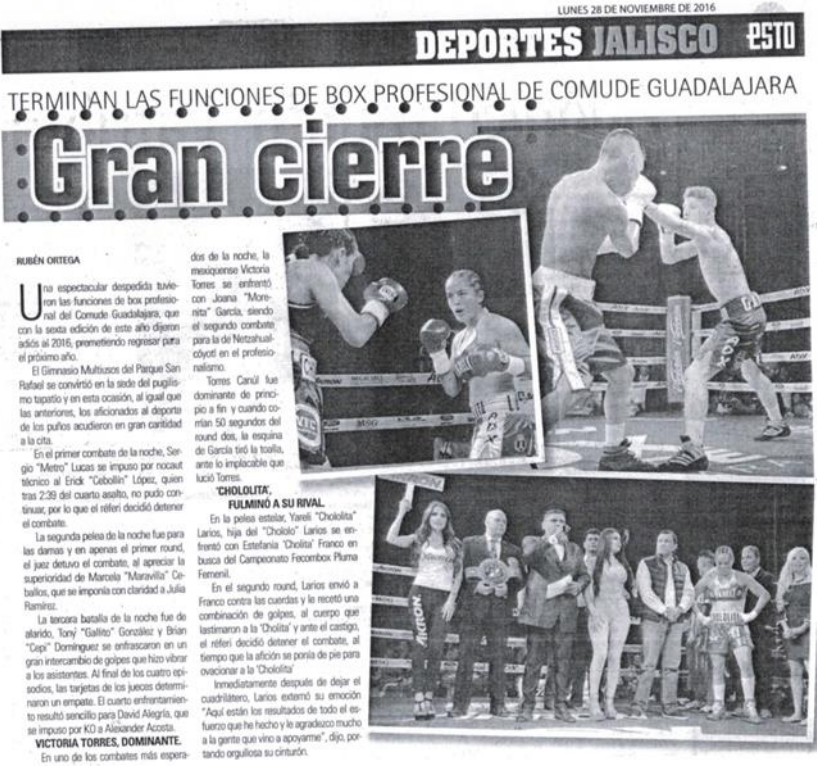 LUNES 28 DE NOVIEMBRE DE 2016
DEPORTES JALISCO ESTO
TERMINAN LAS FUNCIONES DE BOX PROFESIONAL DE COMUDE GUADALAJARA
Gran cierre
RUBÉN ORTEGA
Una espectacular despedida tuvie-
ron las funciones de box profesio-
nal del Comude Guadalajara, que
con la sexta edición de este año dijeron
adiós al 2016, prometiendo regresar para
el próximo año.
El Gimnasio Multiusos del Parque San
Rafael se convirtió en la sede del pugilis-
mo tapatío y en esta ocasión, al igual que
las anteriores, los aficionados al deporte
de los puños acudieron en gran cantidad
a la cita.
En el primer combate de la noche, Ser-
gio "Metro" Lucas se impuso por nocaut
técnico al Erick "Cebollín" López, quien
tras 2:39 del cuarto asalto, no pudo con-
tinuar, por lo que el réferi decidió detener
el combate.
La segunda pelea de la noche fue para
las damas y en apenas el primer round,
el juez detuvo el combate, al apreciar la
superioridad de Marcela "Maravilla" Ce-
ballos, que se imponía con claridad a Julia
Ramírez.
La tercera batalla de la noche fue de
alarido, Tony "Gallito" González y Brian
"Cepi" Domínguez se enfrascaron en un
gran intercambio de golpes que hizo vibrar
a los asistentes. Al final de los cuatro epi-
sodios, las tarjetas de los jueces determi-
naron un empate. El cuarto enfrentamien-
to resultó sencillo para David Alegría, que
se impuso por KO a Alexander Acosta.
VICTORIA TORRES, DOMINANTE.
En uno de los combates más espera-
dos de la noche, la
mexiquense Victoria
Torres se enfrentó
con Joana "More-
nita" García, siendo
el segundo combate
para la de Netzahual-
cóyotl en el profesio-
nalismo.
Torres Canúl fue
dominante de princi-
pio a fin y cuando co-
rrían 50 segundos del
round dos, la esquina
de García tiró la toalla,
ante lo implacable que
lució Torres.
'CHOLOLITA',
FULMINÓ A SU RIVAL.
En la pelea estelar, Yareli "Chololita"
Larios, hija del "Chololo" Larios se en-
frentó con Estefanía 'Cholita' Franco en
busca del Campeonato Fecombox Pluma
Femenil.
En el segundo round, Larios envió a
Franco contra las cuerdas y le recetó una
combinación de golpes, al cuerpo que
lastimaron a la 'Cholita' y ante el castigo,
el réferi decidió detener el combate, al
tiempo que la afición se ponía de pie para
ovacionar a la 'Chololita'
Inmediatamente después de dejar el
cuadrilátero, Larios externó su emoción
"Aquí están los resultados de todo el es-
fuerzo que he hecho y le agradezco mucho
a la gente que vino a apoyarme", dijo, por-
tando orgullosa su cinturón.
AKRON
AKRON